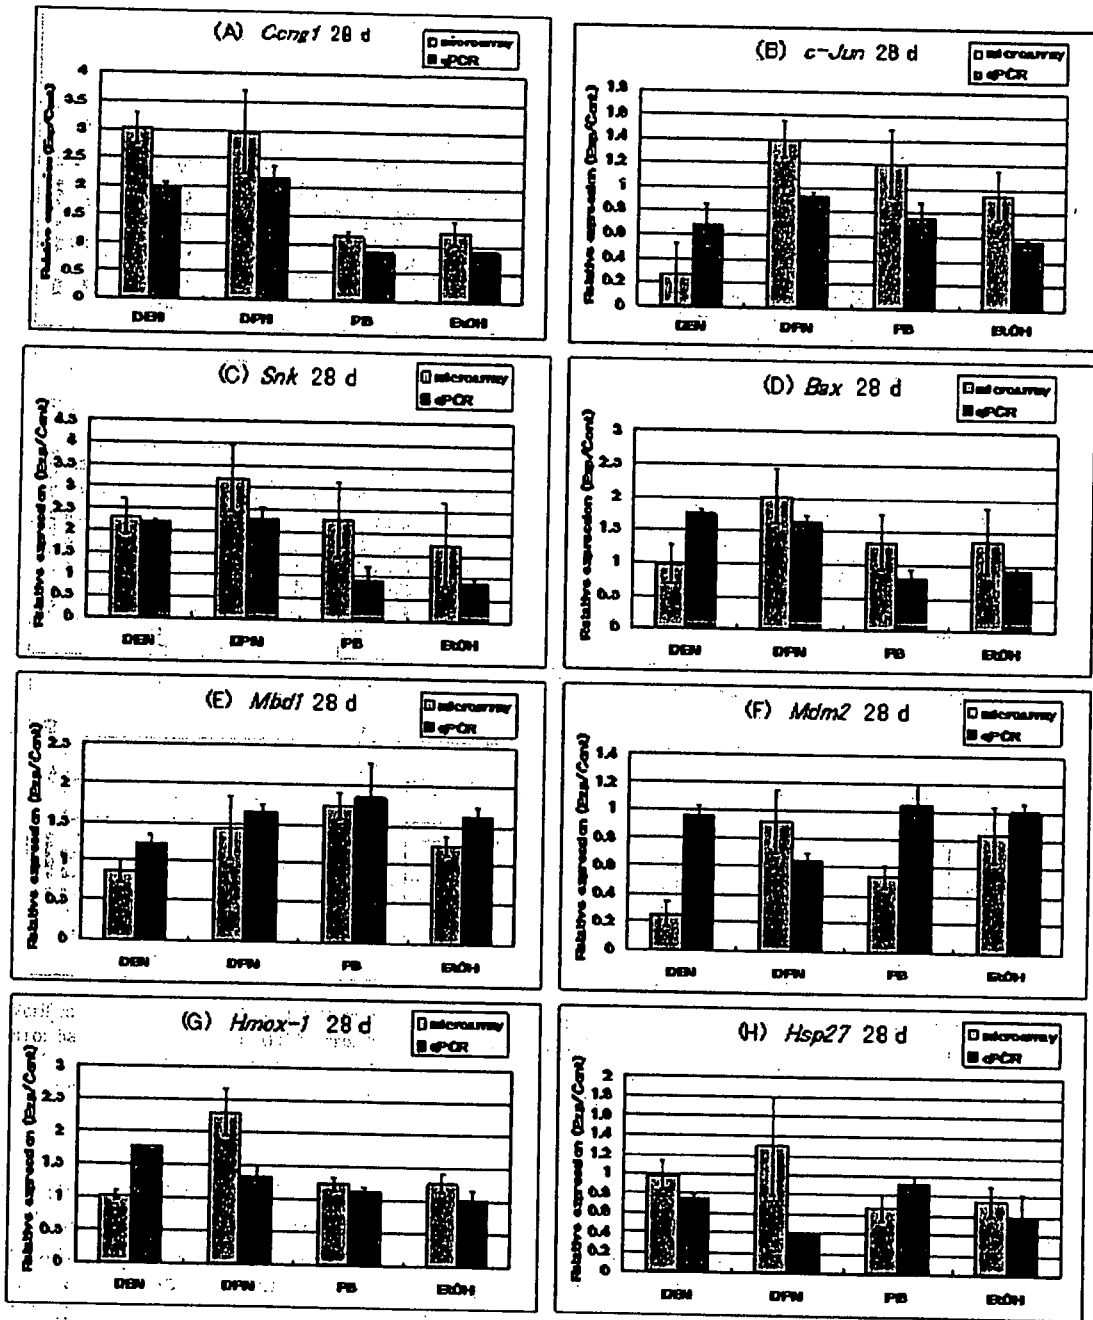 (A) Ccng1 28 d
microarray
qPCR
Relative expression (Exp/Cont)
4
3.5
3
2.5
2
1.5
1
0.5
0
DEN DPN PB EtOH
(B) c-Jun 28 d
microarray
qPCR
Relative expression (Exp/Cont)
1.8
1.6
1.4
1.2
1
0.8
0.6
0.4
0.2
0
DEN DPN PB EtOH
(C) Snk 28 d
microarray
qPCR
Relative expression (Exp/Cont)
4.5
4
3.5
3
2.5
2
1.5
1
0.5
0
DEN DPN PB EtOH
(D) Bax 28 d
microarray
qPCR
Relative expression (Exp/Cont)
3
2.5
2
1.5
1
0.5
0
DEN DPN PB EtOH
(E) Mbd1 28 d
microarray
qPCR
Relative expression (Exp/Cont)
2.5
2
1.5
1
0.5
0
DEN DPN PB EtOH
(F) Mdm2 28 d
microarray
qPCR
Relative expression (Exp/Cont)
1.4
1.2
1
0.8
0.6
0.4
0.2
0
DEN DPN PB EtOH
(G) Hmox-1 28 d
microarray
qPCR
Relative expression (Exp/Cont)
3
2.5
2
1.5
1
0.5
0
DEN DPN PB EtOH
(H) Hsp27 28 d
microarray
qPCR
Relative expression (Exp/Cont)
2
1.8
1.6
1.4
1.2
1
0.8
0.6
0.4
0.2
0
DEN DPN PB EtOH